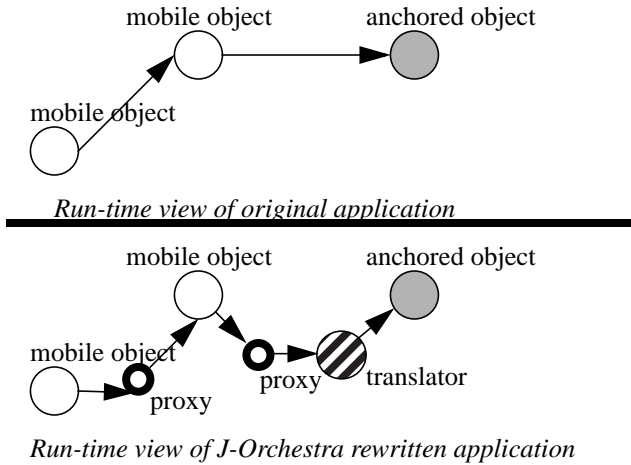 mobile object
anchored object
mobile object
Run-time view of original application
mobile object
anchored object
mobile object
proxy
proxy
translator
Run-time view of J-Orchestra rewritten application